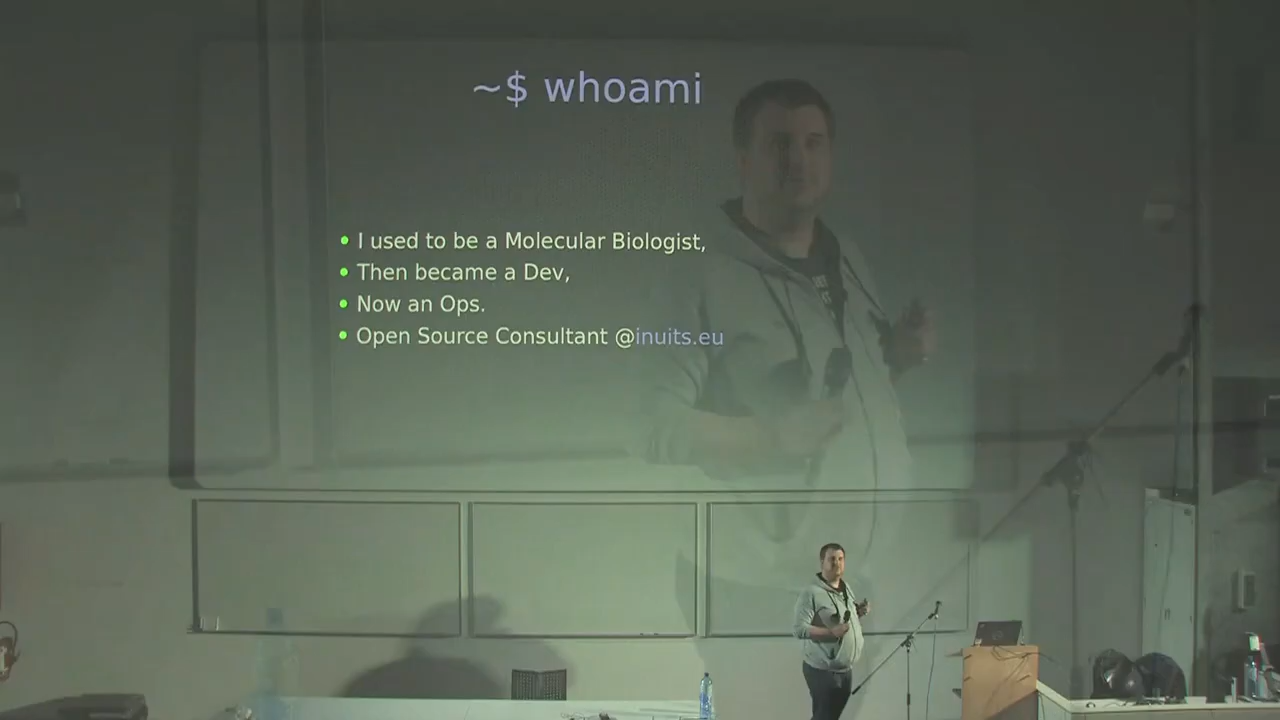 ~$ whoami
• I used to be a Molecular Biologist,
• Then became a Dev,
• Now an Ops.
• Open Source Consultant @inuits.eu